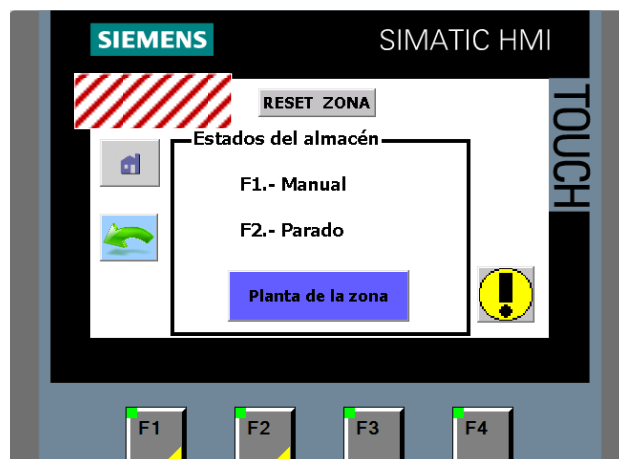 SIEMENS
SIMATIC HMI
TOUCH
RESET ZONA
Estados del almacén
F1.- Manual
F2.- Parado
Planta de la zona
F1
F2
F3
F4